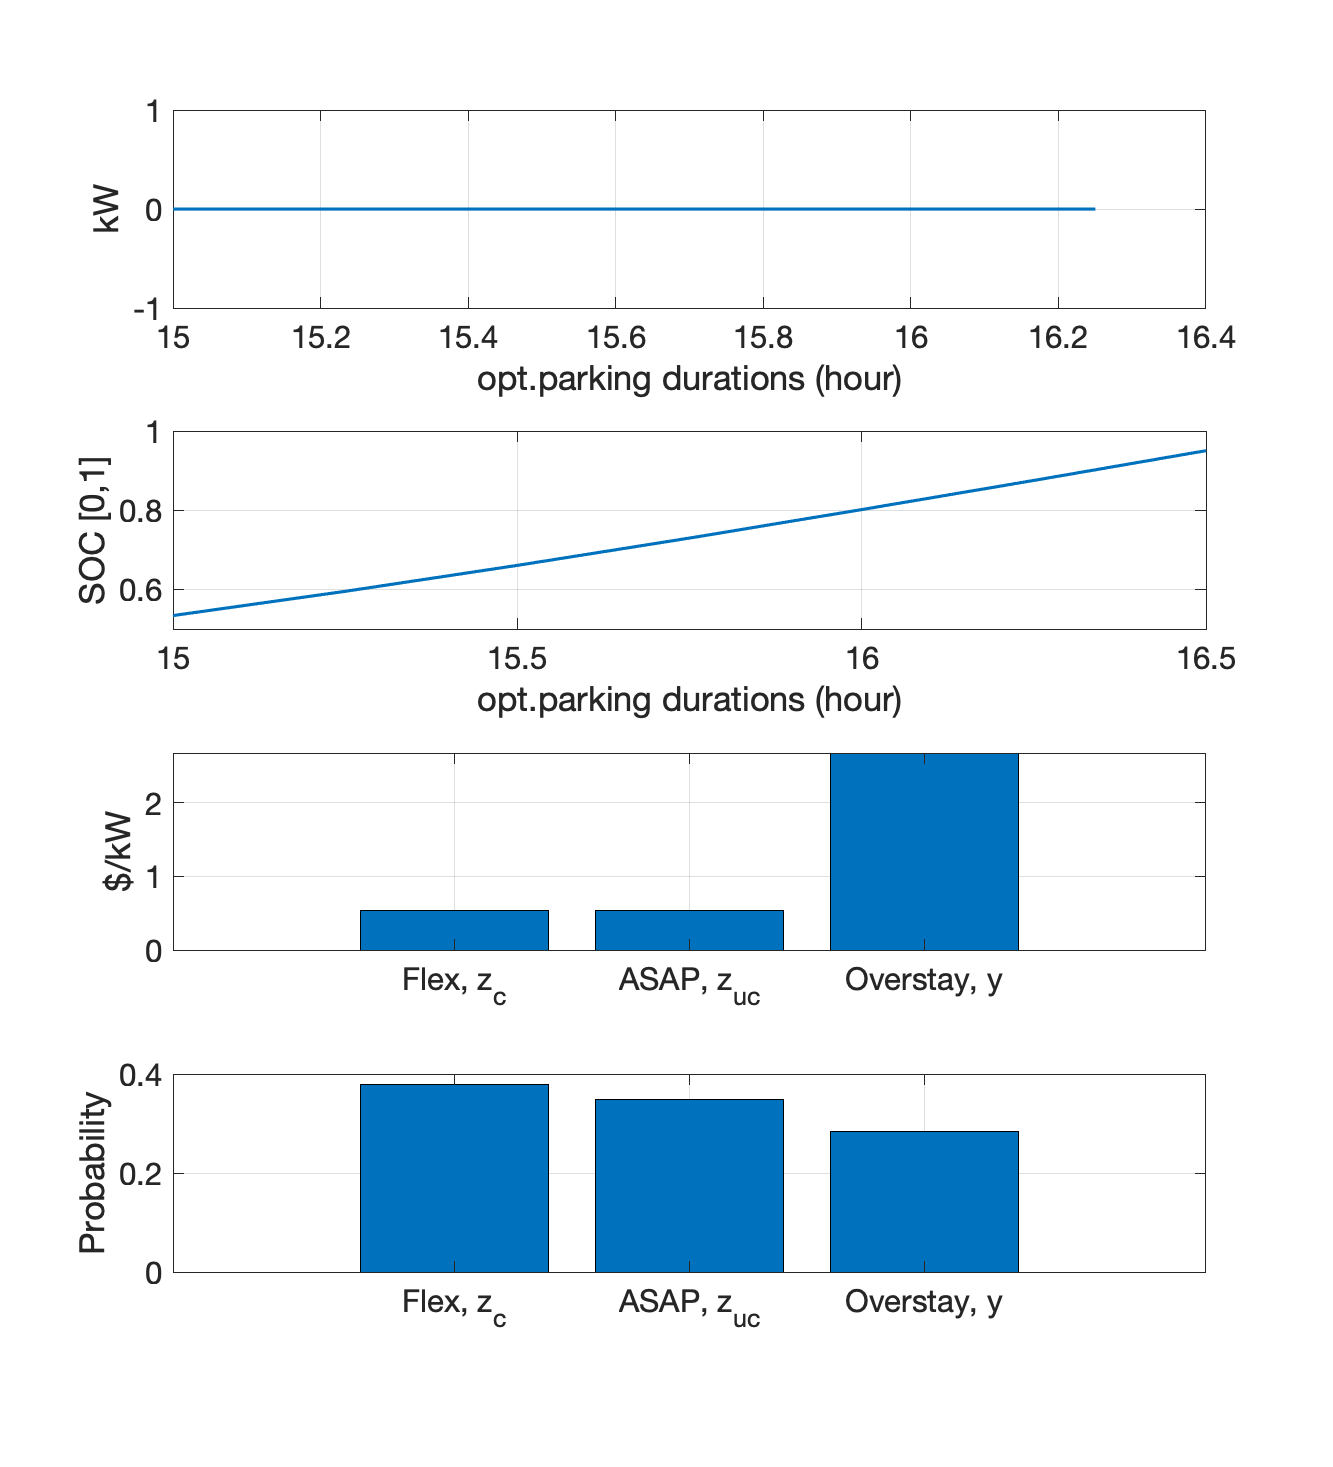 1
0
-1
kW
15 15.2 15.4 15.6 15.8 16 16.2 16.4
opt.parking durations (hour)
1
0.8
0.6
SOC [0,1]
15 15.5 16 16.5
opt.parking durations (hour)
2
1
0
$/kW
Flex, z_c ASAP, z_uc Overstay, y
0.4
0.2
0
Probability
Flex, z_c ASAP, z_uc Overstay, y